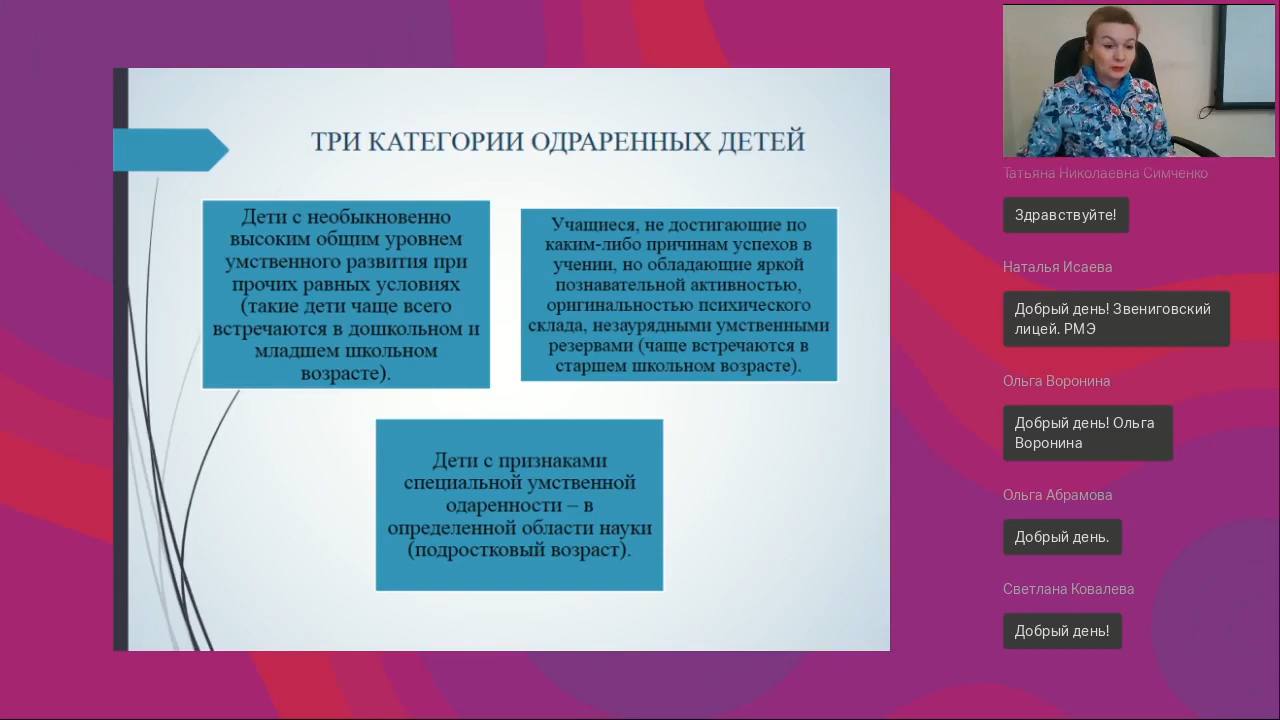 ТРИ КАТЕГОРИИ ОДРАРЕННЫХ ДЕТЕЙ
Дети с необыкновенно
высоким общим уровнем
умственного развития при
прочих равных условиях
(такие дети чаще всего
встречаются в дошкольном и
младшем школьном
возрасте).
Учащиеся, не достигающие по
каким-либо причинам успехов в
учении, но обладающие яркой
познавательной активностью,
оригинальностью психического
склада, незаурядными умственными
резервами (чаще встречаются в
старшем школьном возрасте).
Дети с признаками
специальной умственной
одаренности – в
определенной области науки
(подростковый возраст).
Татьяна Николаевна Симченко
Здравствуйте!
Наталья Исаева
Добрый день! Звениговский
лицей. РМЭ
Ольга Воронина
Добрый день! Ольга
Воронина
Ольга Абрамова
Добрый день.
Светлана Ковалева
Добрый день!